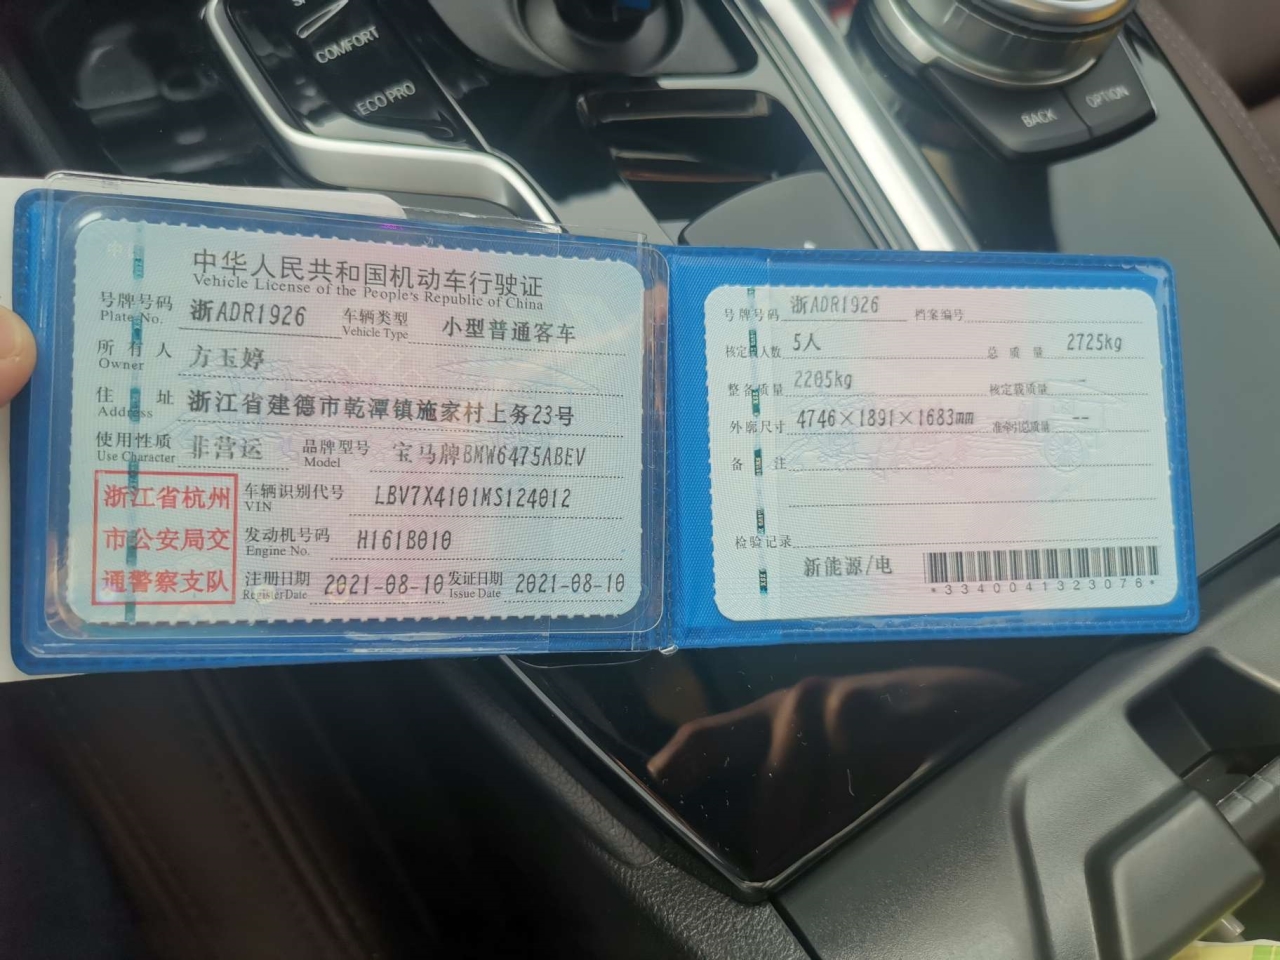 COMFORT
ECO PRO
BACK
OPTION
中华人民共和国机动车行驶证
Vehicle License of the People's Republic of China
号牌号码 浙ADR1926 车辆类型 小型普通客车
Plate No. Vehicle Type
所有人 方玉婷
Owner
住址 浙江省建德市乾潭镇施家村上务23号
Address
使用性质 非营运 品牌型号 宝马牌BMW6475ABEV
Use Character Model
浙江省杭州
市公安局交
通警察支队
车辆识别代号 LBV7X4101MS124012
VIN
发动机号码 H161B010
Engine No.
注册日期 2021-08-10 发证日期 2021-08-10
Register Date Issue Date
号牌号码 浙ADR1926 档案编号
核定载人数 5人 总质量 2725kg
整备质量 2205kg 核定载质量 --
外廓尺寸 4746×1891×1683mm 准牵引总质量 --
备注
检验记录
新能源/电
*3340041323076*